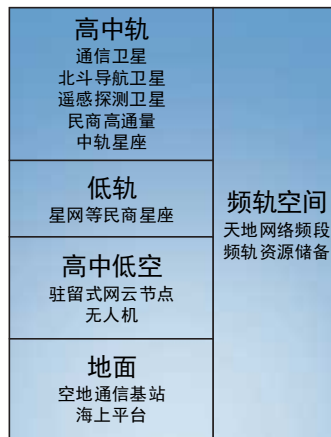 高中轨
通信卫星
北斗导航卫星
遥感探测卫星
民商高通量
中轨星座
低轨
星网等民商星座
高中低空
驻留式网云节点
无人机
地面
空地通信基站
海上平台
频轨空间
天地网络频段
频轨资源储备